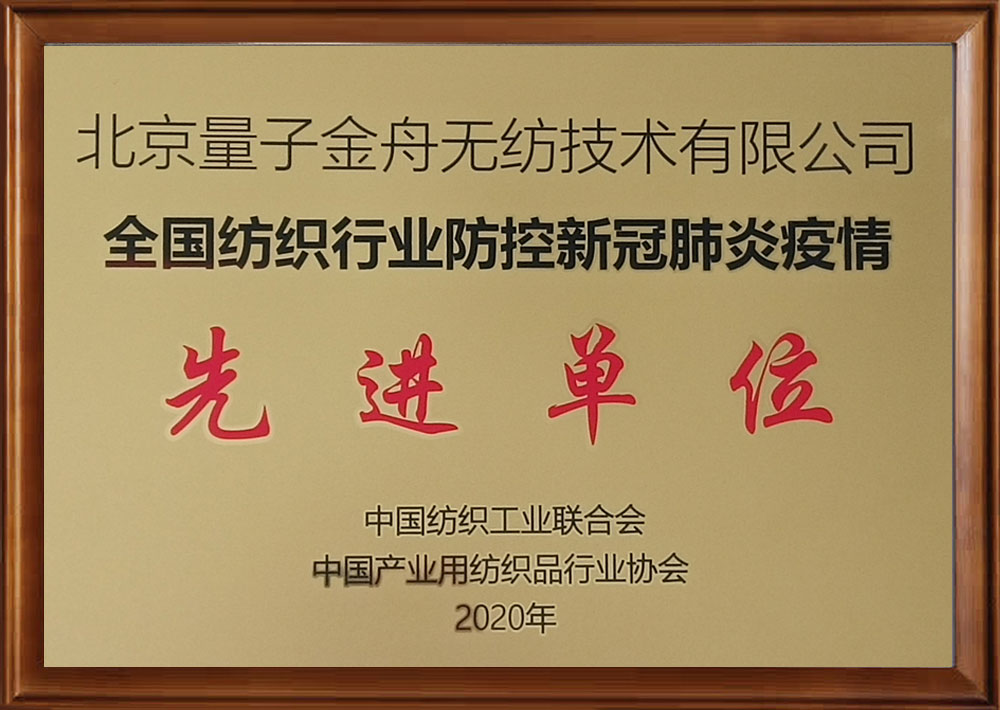 北京量子金舟无纺技术有限公司
全国纺织行业防控新冠肺炎疫情
先进单位
中国纺织工业联合会
中国产业用纺织品行业协会
2020年